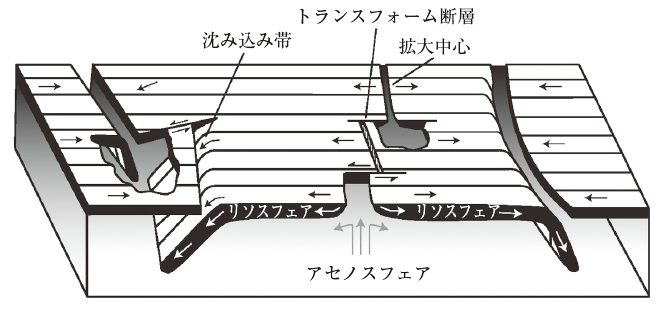 トランスフォーム断層
沈み込み帯
拡大中心
リソスフェア
リソスフェア
アセノスフェア